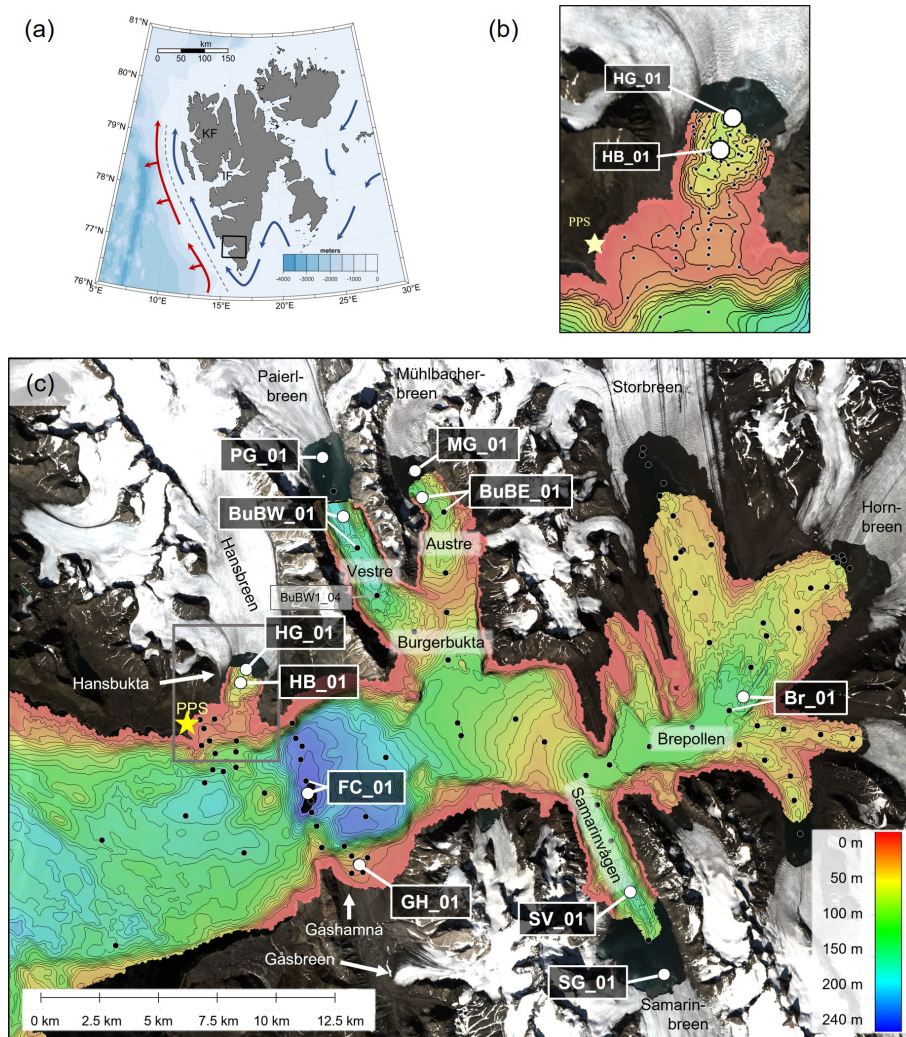 (a)
81°N
80°N
79°N
78°N
77°N
76°N
5°E
10°E
15°E
20°E
25°E
30°E
km
0 50 100 150
KF
IF
meters
-4000 -3000 -2000 -1000 0
(b)
HG_01
HB_01
PPS
(c)
Paierl-
breen
Mühlbacher-
breen
Storbreen
Horn-
breen
PG_01
MG_01
BuBW_01
BuBE_01
Hansbreen
Vestre
Austre
BuBW1_04
Burgerbukta
HG_01
Hansbukta
HB_01
PPS
FC_01
Br_01
Brepollen
Samarinvågen
GH_01
Gåshamna
Gåsbreen
SV_01
SG_01
Samarin-
breen
0 m
50 m
100 m
150 m
200 m
240 m
0 km 2.5 km 5 km 7.5 km 10 km 12.5 km